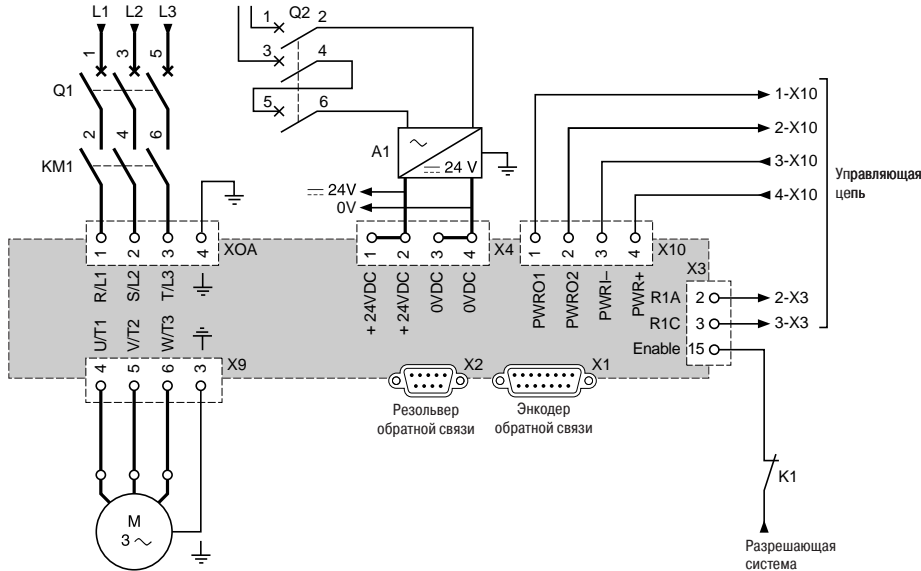 L1 L2 L3
1 3 5
Q1
2 4 6
KM1
1 Q2 2
3 4
5 6
A1
24 V
24V
0V
1-X10
2-X10
3-X10
4-X10
Управляющая
цепь
1 2 3 4 XOA
R/L1 S/L2 T/L3
1 2 3 4 X4
+24VDC +24VDC 0VDC 0VDC
1 2 3 4 X10
PWRO1 PWRO2 PWRI– PWR+
X3
R1A 2 2-X3
R1C 3 3-X3
Enable 15
U/T1 V/T2 W/T3
4 5 6 3 X9
X2
X1
Резольвер
обратной связи
Энкодер
обратной связи
K1
M
3
Разрешающая
система